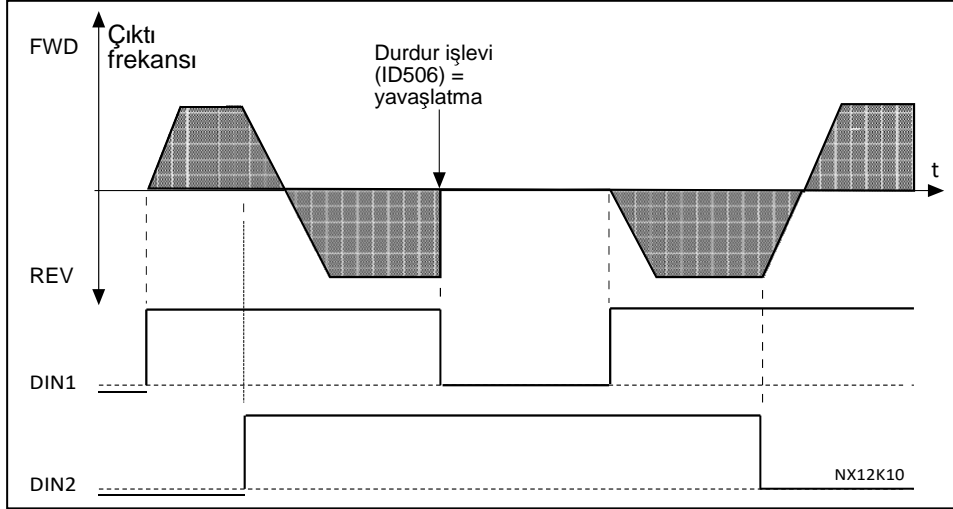 FWD
Çıktı
frekansı
Durdur işlevi
(ID506) =
yavaşlatma
t
REV
DIN1
DIN2
NX12K10